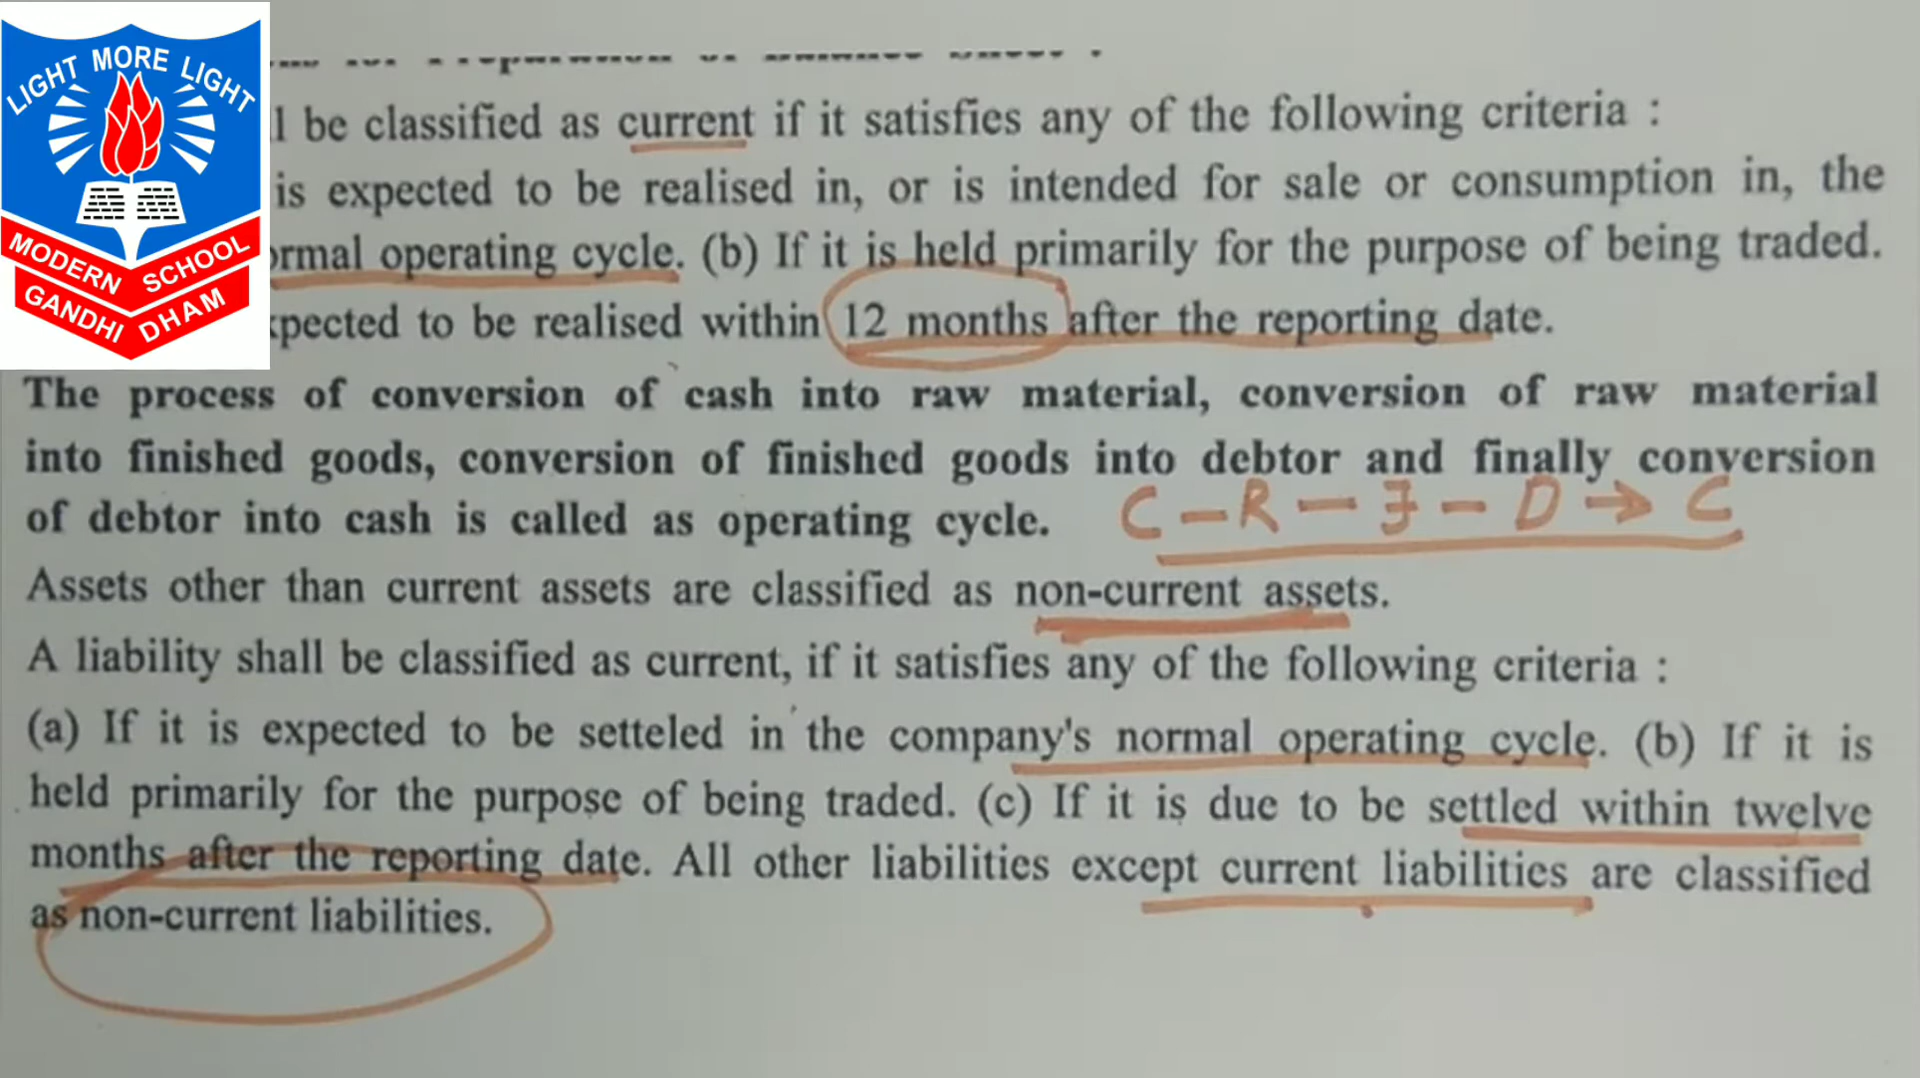 LIGHT MORE LIGHT
MODERN SCHOOL
GANDHI DHAM
for Preparation of Balance Sheet :
l be classified as current if it satisfies any of the following criteria :
is expected to be realised in, or is intended for sale or consumption in, the
ormal operating cycle. (b) If it is held primarily for the purpose of being traded.
xpected to be realised within 12 months after the reporting date.
The process of conversion of cash into raw material, conversion of raw material
into finished goods, conversion of finished goods into debtor and finally conversion
of debtor into cash is called as operating cycle. C – R – F – D → C
Assets other than current assets are classified as non-current assets.
A liability shall be classified as current, if it satisfies any of the following criteria :
(a) If it is expected to be setteled in the company's normal operating cycle. (b) If it is
held primarily for the purpose of being traded. (c) If it is due to be settled within twelve
months after the reporting date. All other liabilities except current liabilities are classified
as non-current liabilities.